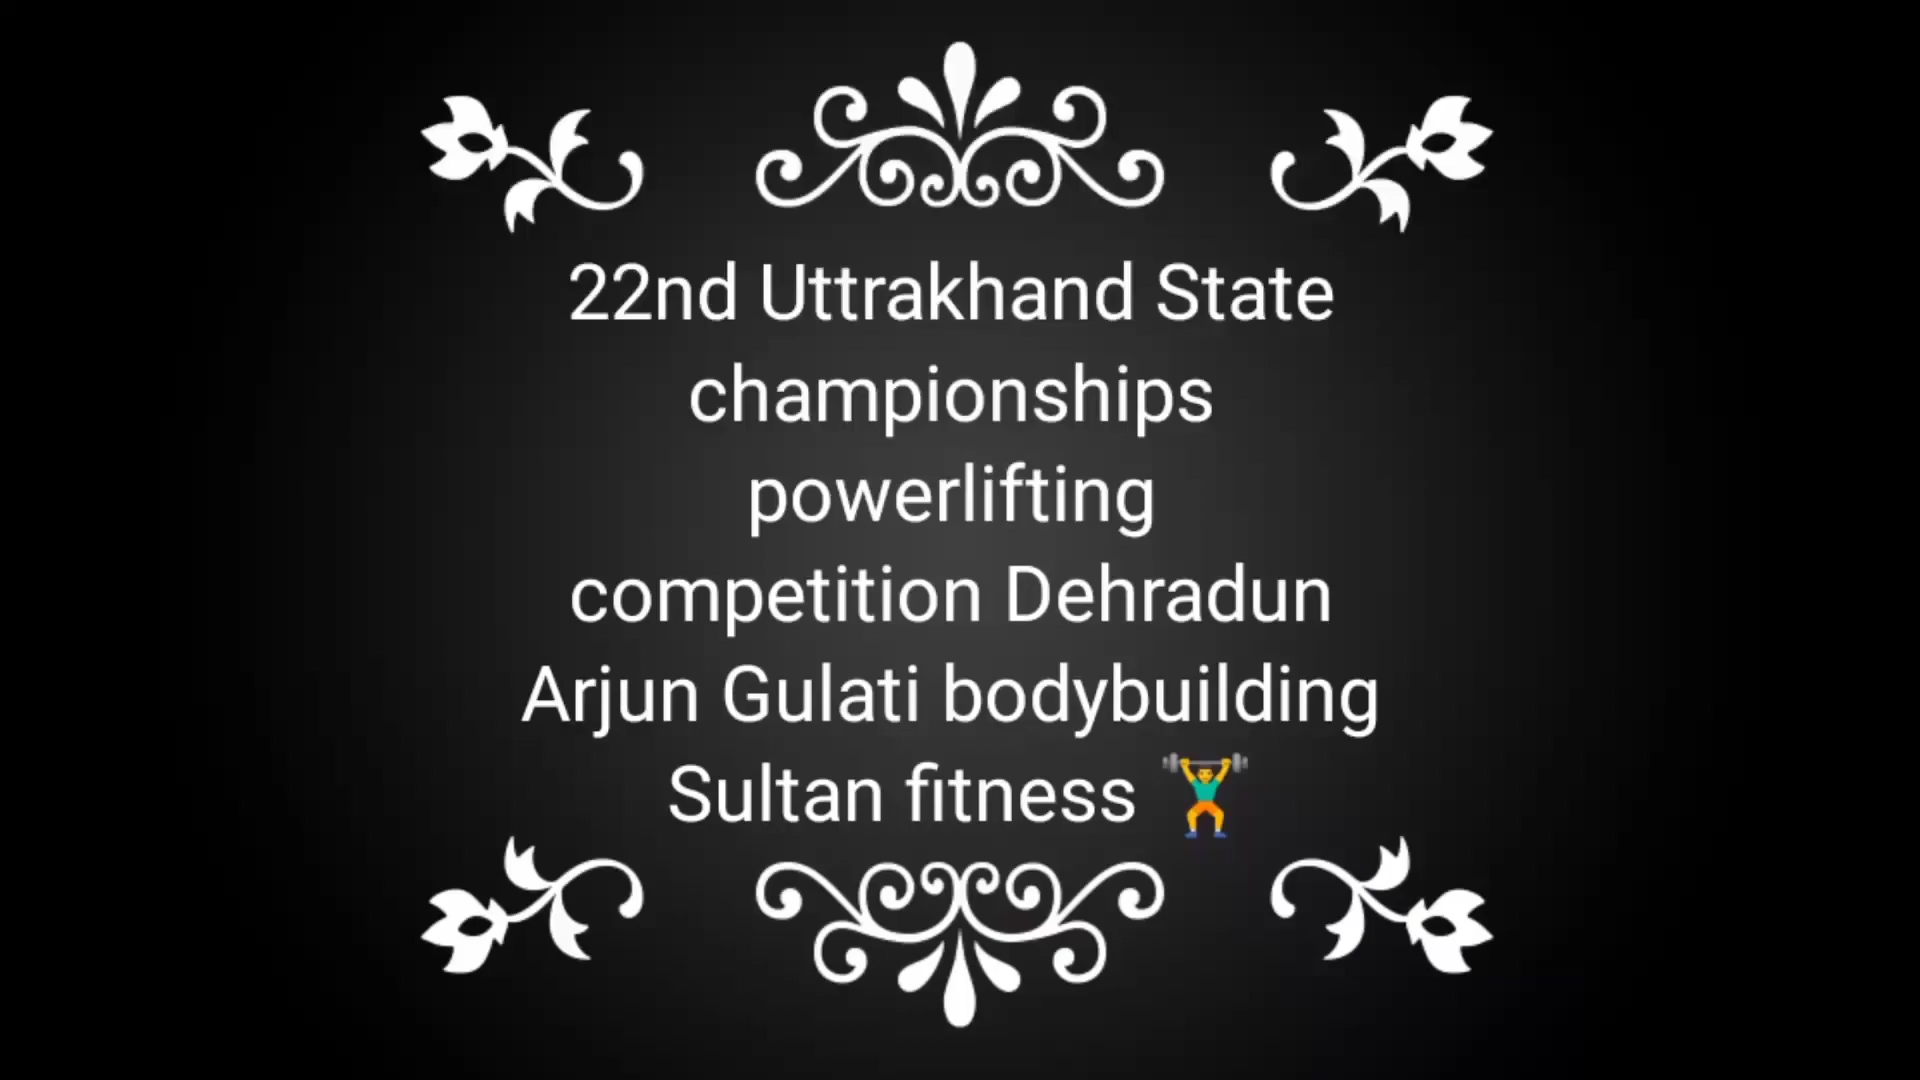 22nd Uttrakhand State
championships
powerlifting
competition Dehradun
Arjun Gulati bodybuilding
Sultan fitness 🏋️